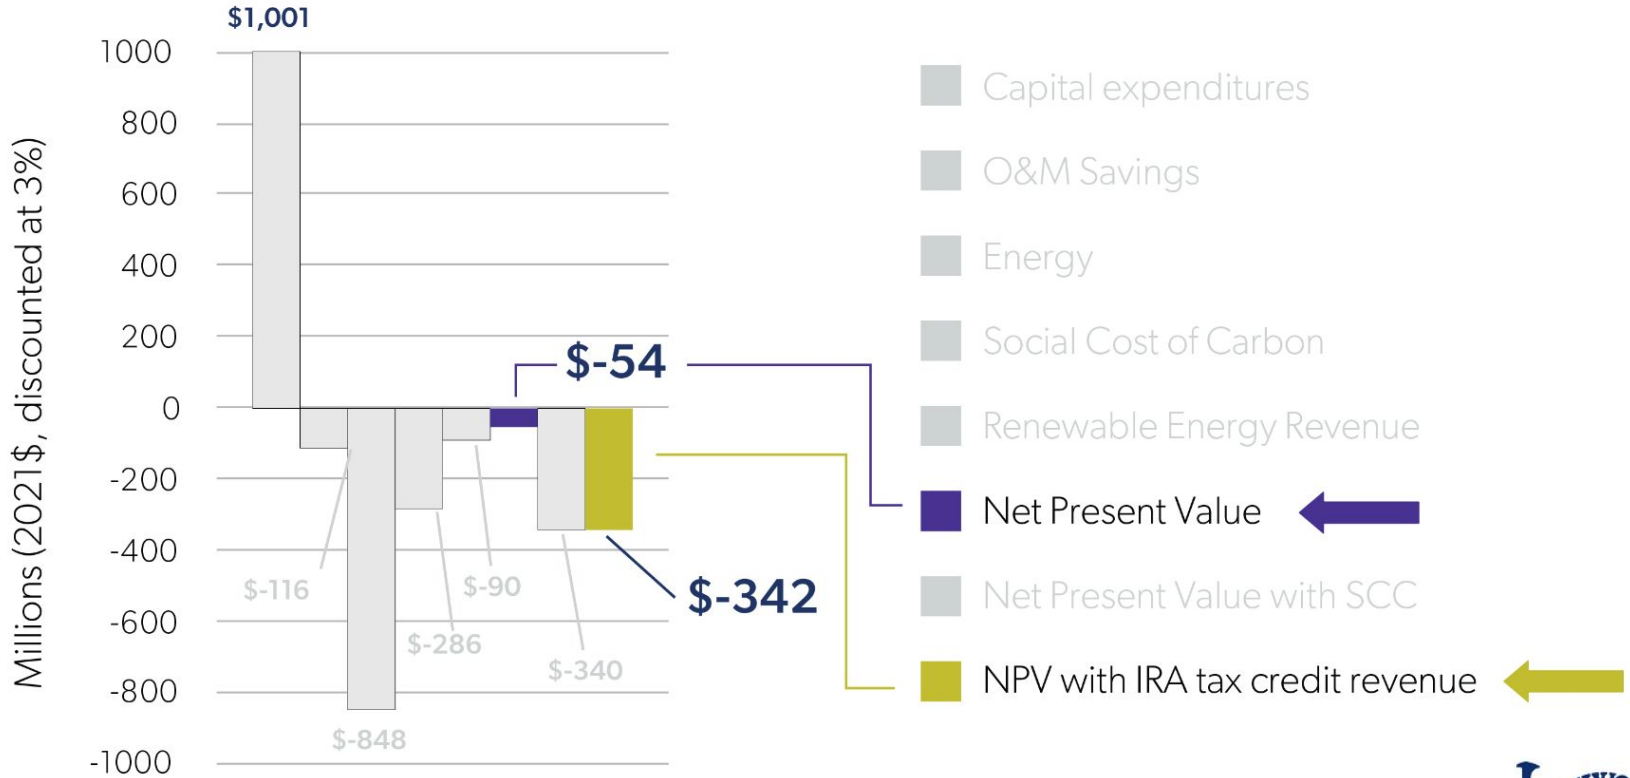 $1,001
Millions (2021$, discounted at 3%)
1000
800
600
400
200
0
-200
-400
-600
-800
-1000
$-54
$-116
$-90
$-342
$-286
$-340
$-848
Capital expenditures
O&M Savings
Energy
Social Cost of Carbon
Renewable Energy Revenue
Net Present Value
Net Present Value with SCC
NPV with IRA tax credit revenue